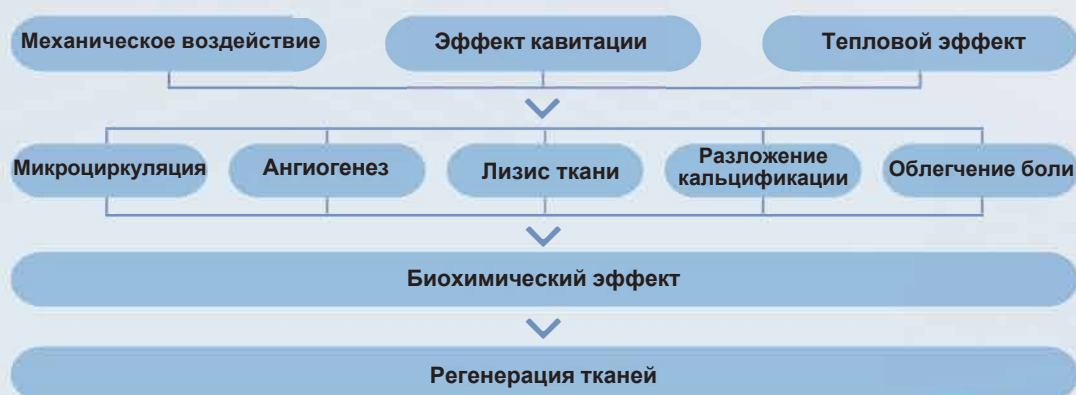 Механическое воздействие
Эффект кавитации
Тепловой эффект
Микроциркуляция
Ангиогенез
Лизис ткани
Разложение
кальцификации
Облегчение боли
Биохимический эффект
Регенерация тканей